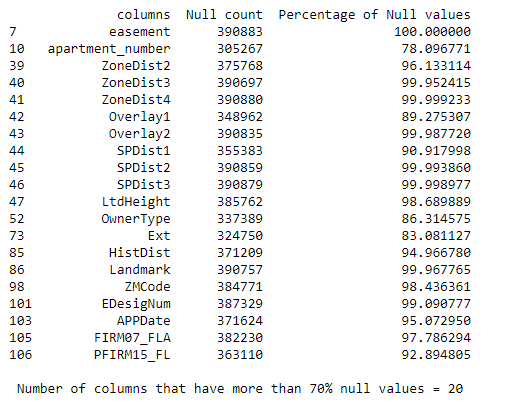 columns Null count Percentage of Null values
7 easement 390883 100.000000
10 apartment_number 305267 78.096771
39 ZoneDist2 375768 96.133114
40 ZoneDist3 390697 99.952415
41 ZoneDist4 390880 99.999233
42 Overlay1 348962 89.275307
43 Overlay2 390835 99.987720
44 SPDist1 355383 90.917998
45 SPDist2 390859 99.993860
46 SPDist3 390879 99.998977
47 LtdHeight 385762 98.689889
52 OwnerType 337389 86.314575
73 Ext 324750 83.081127
85 HistDist 371209 94.966780
86 Landmark 390757 99.967765
98 ZMCode 384771 98.436361
101 EDesigNum 387329 99.090777
103 APPDate 371624 95.072950
105 FIRM07_FLA 382230 97.786294
106 PFIRM15_FL 363110 92.894805
Number of columns that have more than 70% null values = 20